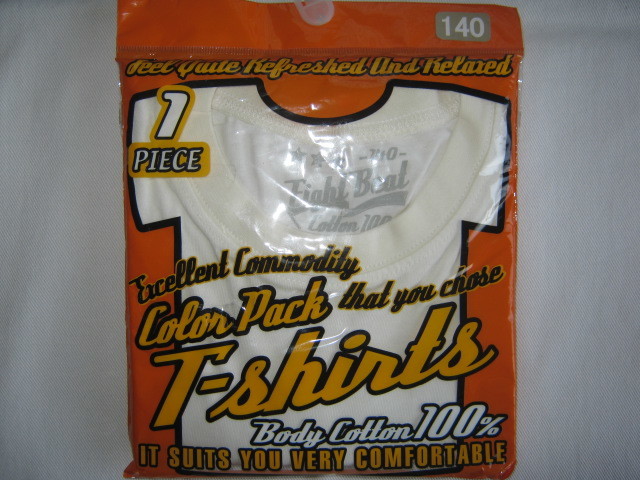 140
Feel Quite Refreshed And Relaxed
1
PIECE
Eight Beat
Cotton 100
Excellent Commodity
Color Pack that you chose
T-shirts
Body Cotton 100%
IT SUITS YOU VERY COMFORTABLE